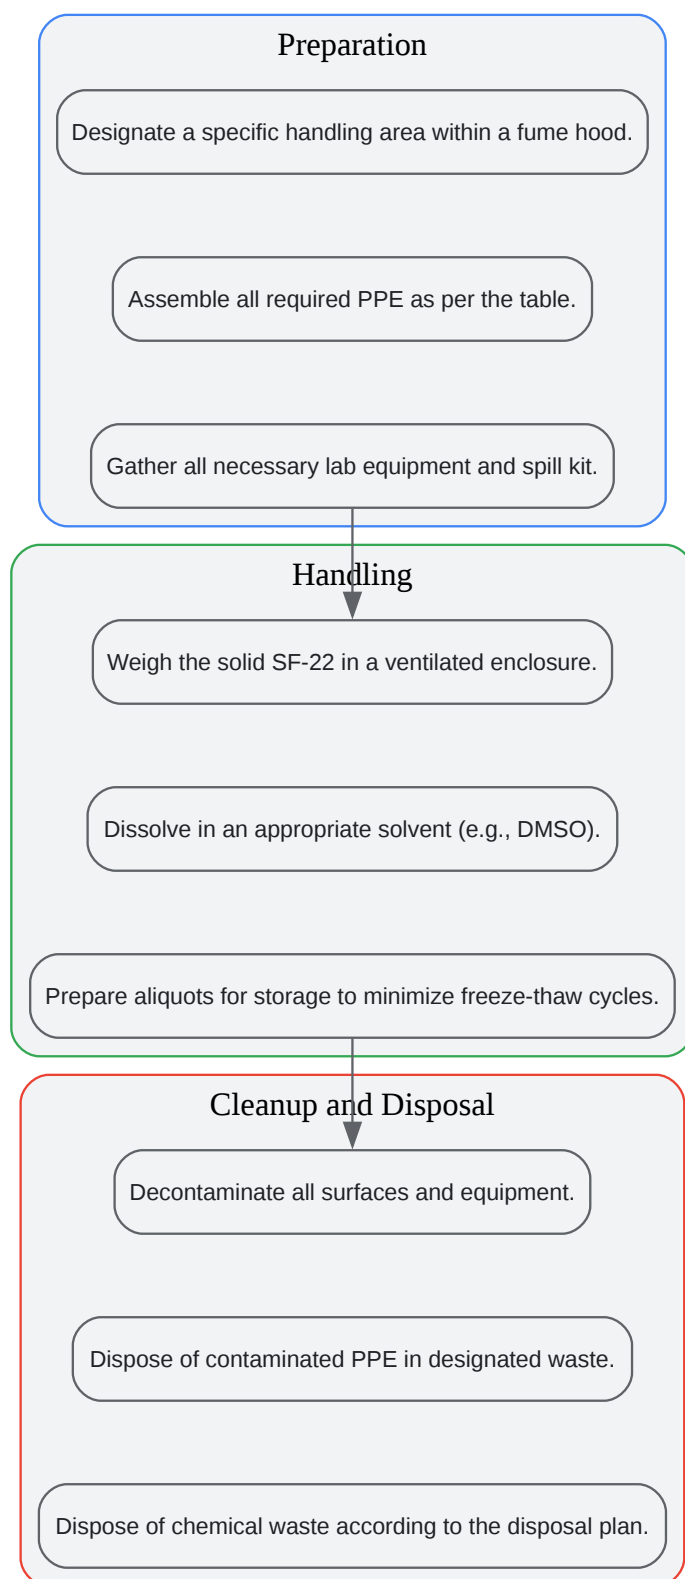 Preparation
Designate a specific handling area within a fume hood.
Assemble all required PPE as per the table.
Gather all necessary lab equipment and spill kit.
Handling
Weigh the solid SF-22 in a ventilated enclosure.
Dissolve in an appropriate solvent (e.g., DMSO).
Prepare aliquots for storage to minimize freeze-thaw cycles.
Cleanup and Disposal
Decontaminate all surfaces and equipment.
Dispose of contaminated PPE in designated waste.
Dispose of chemical waste according to the disposal plan.